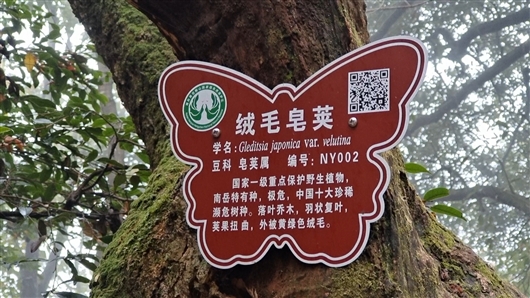 绒毛皂荚
学名：Gleditsia japonica var. velutina
豆科 皂荚属 编号：NY002
国家一级重点保护野生植物，
南岳特有种，极危，中国十大珍稀
濒危树种。落叶乔木，羽状复叶，
荚果扭曲，外被黄绿色绒毛。